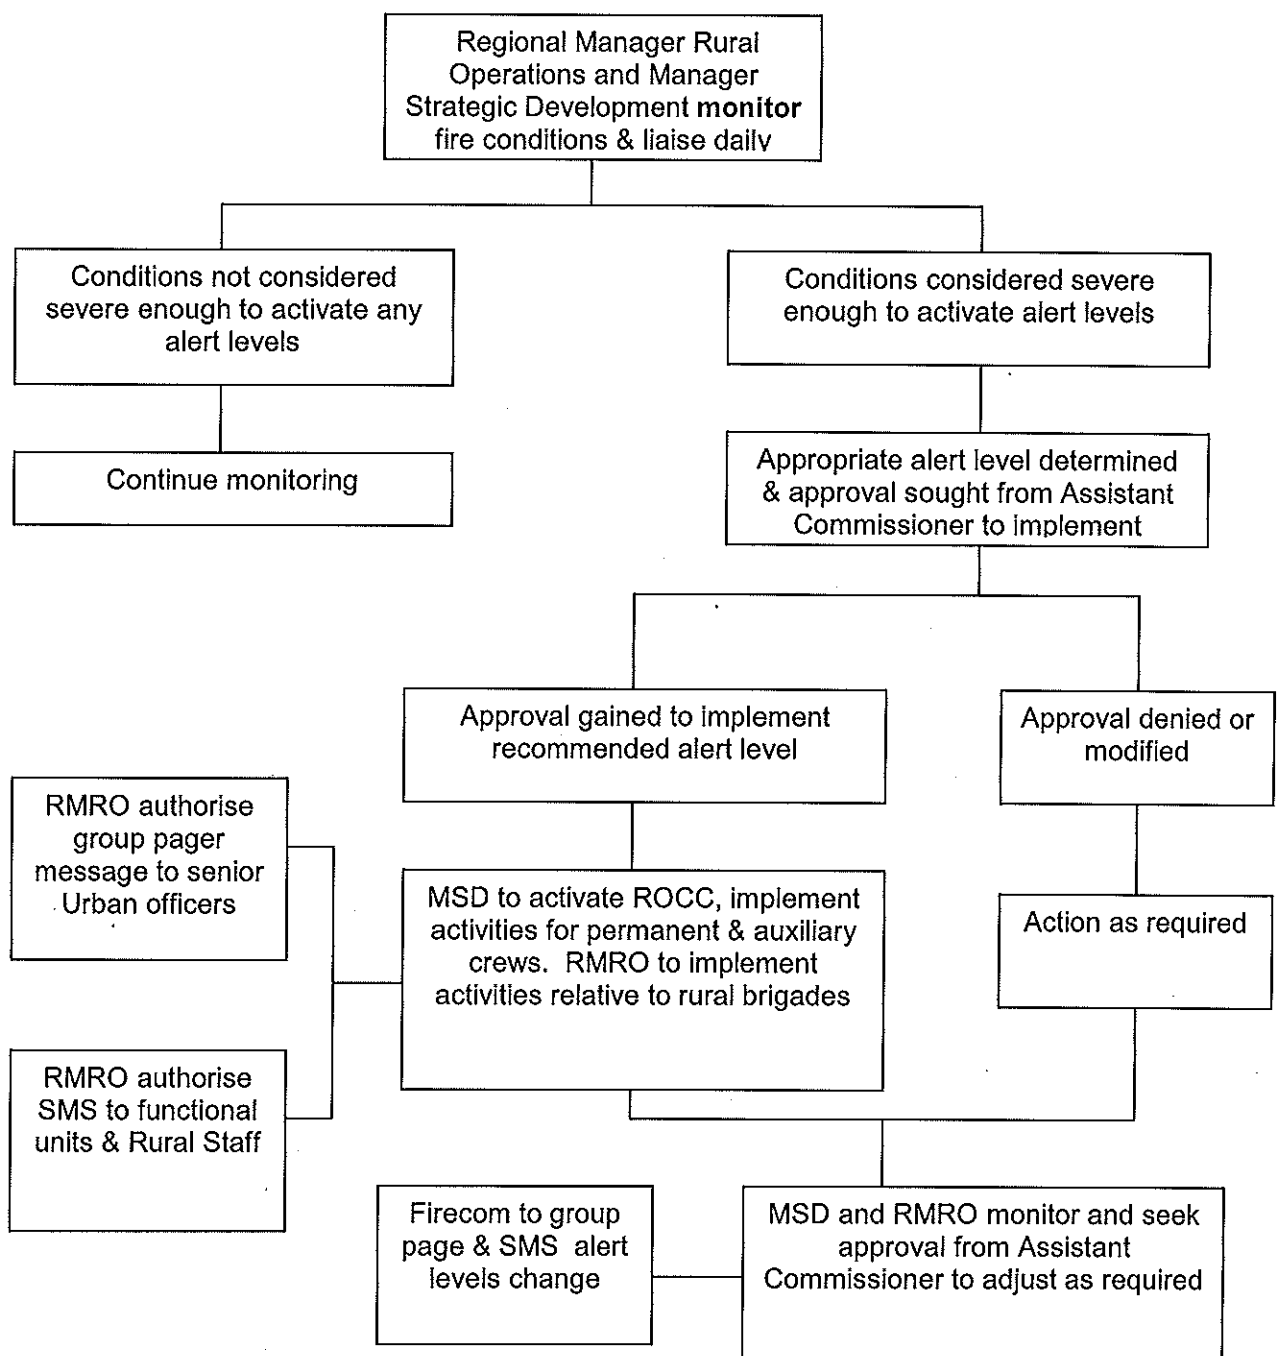 Regional Manager Rural
Operations and Manager
Strategic Development monitor
fire conditions & liaise daily
Conditions not considered
severe enough to activate any
alert levels
Conditions considered severe
enough to activate alert levels
Continue monitoring
Appropriate alert level determined
& approval sought from Assistant
Commissioner to implement
Approval gained to implement
recommended alert level
Approval denied or
modified
RMRO authorise
group pager
message to senior
Urban officers
MSD to activate ROCC, implement
activities for permanent & auxiliary
crews. RMRO to implement
activities relative to rural brigades
Action as required
RMRO authorise
SMS to functional
units & Rural Staff
Firecom to group
page & SMS alert
levels change
MSD and RMRO monitor and seek
approval from Assistant
Commissioner to adjust as required